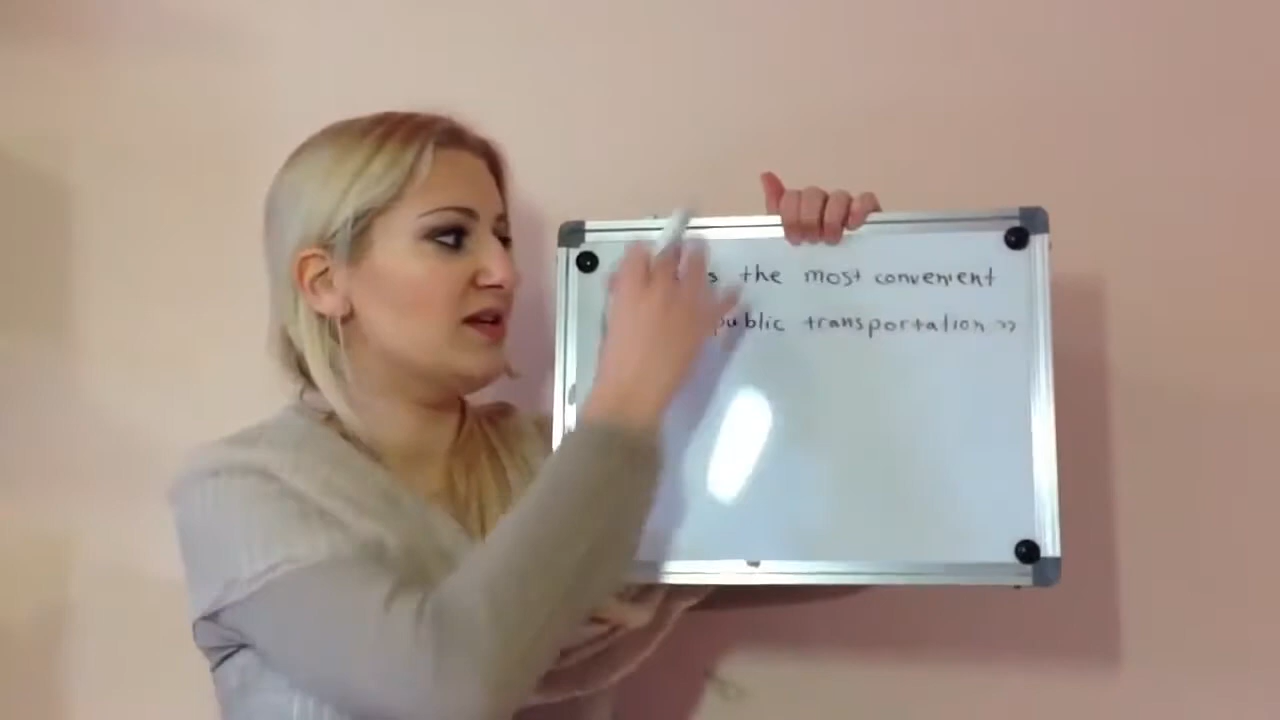 the most convenient
public transportation »